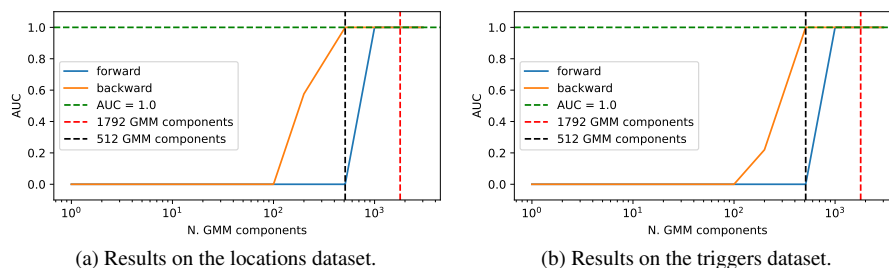 1.0
0.8
0.6
0.4
0.2
0.0
AUC
forward
backward
AUC = 1.0
1792 GMM components
512 GMM components
10⁰
10¹
10²
10³
N. GMM components
(a) Results on the locations dataset.
1.0
0.8
0.6
0.4
0.2
0.0
AUC
forward
backward
AUC = 1.0
1792 GMM components
512 GMM components
10⁰
10¹
10²
10³
N. GMM components
(b) Results on the triggers dataset.